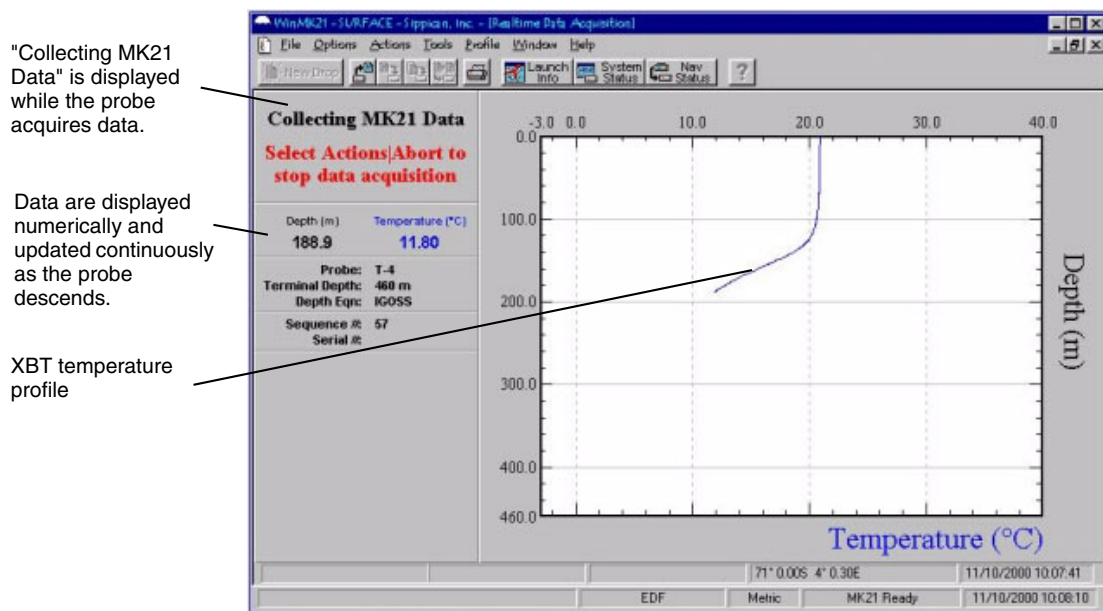 "Collecting MK21
Data" is displayed
while the probe
acquires data.
Data are displayed
numerically and
updated continuously
as the probe
descends.
XBT temperature
profile
WinMK21 - SURFACE - Sippican, Inc. - [Realtime Data Acquisition]
File Options Actions Tools Profile Window Help
New Drop Launch Info System Status Nav Status ?
Collecting MK21 Data
Select Actions|Abort to
stop data acquisition
Depth (m) Temperature (°C)
188.9 11.80
Probe: T-4
Terminal Depth: 460 m
Depth Eqn: IGOSS
Sequence #: 57
Serial #:
-3.0 0.0 10.0 20.0 30.0 40.0
0.0
100.0
200.0
300.0
400.0
460.0
Depth (m)
Temperature (°C)
71° 0.00S 4° 0.30E 11/10/2000 10:07:41
EDF Metric MK21 Ready 11/10/2000 10:08:10